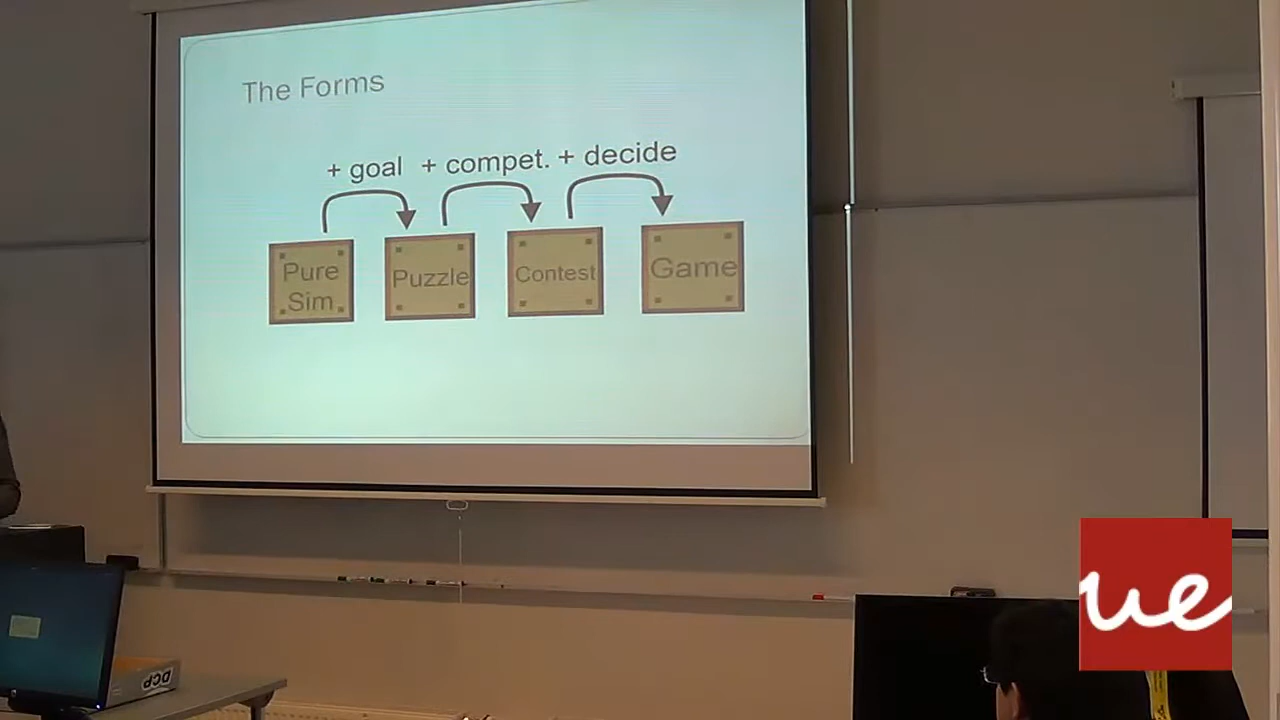 The Forms
+ goal + compet. + decide
Pure
Sim
Puzzle
Contest
Game
DCP
ue